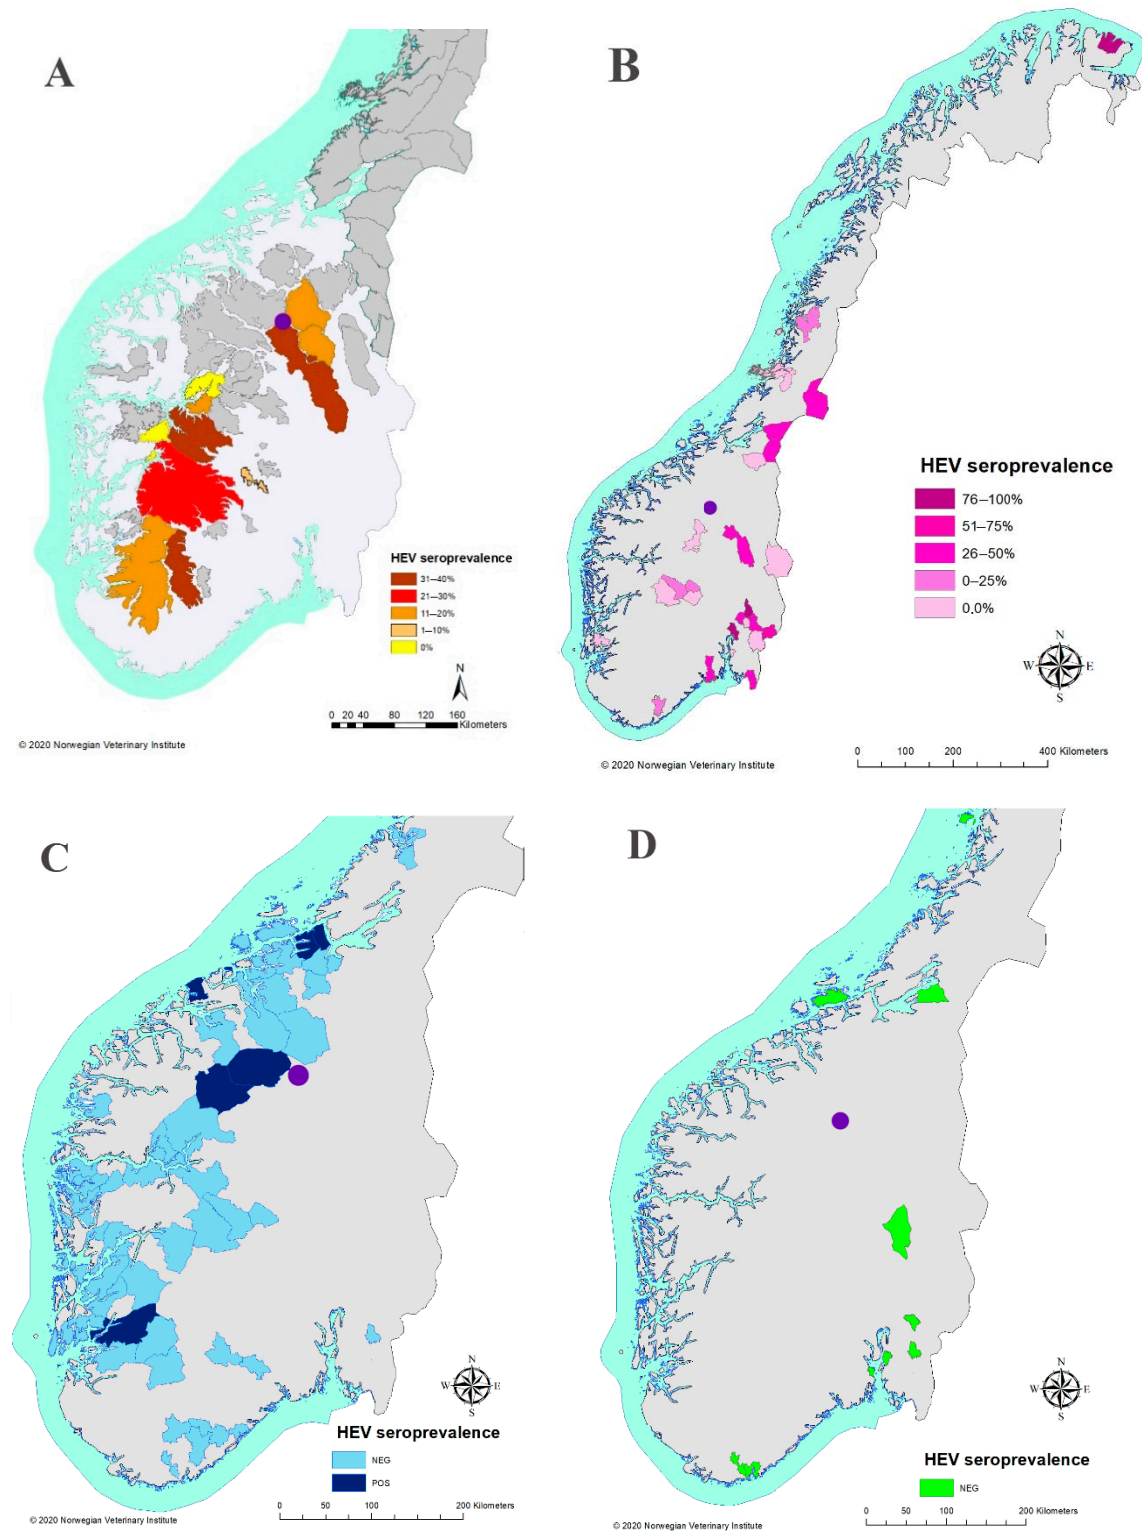 A
HEV seroprevalence
31—40%
21—30%
11—20%
1—10%
0%
N
0 20 40 80 120 160
Kilometers
© 2020 Norwegian Veterinary Institute
B
HEV seroprevalence
76—100%
51—75%
26—50%
0—25%
0,0%
N
W E
S
0 100 200 400 Kilometers
© 2020 Norwegian Veterinary Institute
C
N
W E
S
HEV seroprevalence
NEG
POS
0 50 100 200 Kilometers
© 2020 Norwegian Veterinary Institute
D
N
W E
S
HEV seroprevalence
NEG
0 50 100 200 Kilometers
© 2020 Norwegian Veterinary Institute